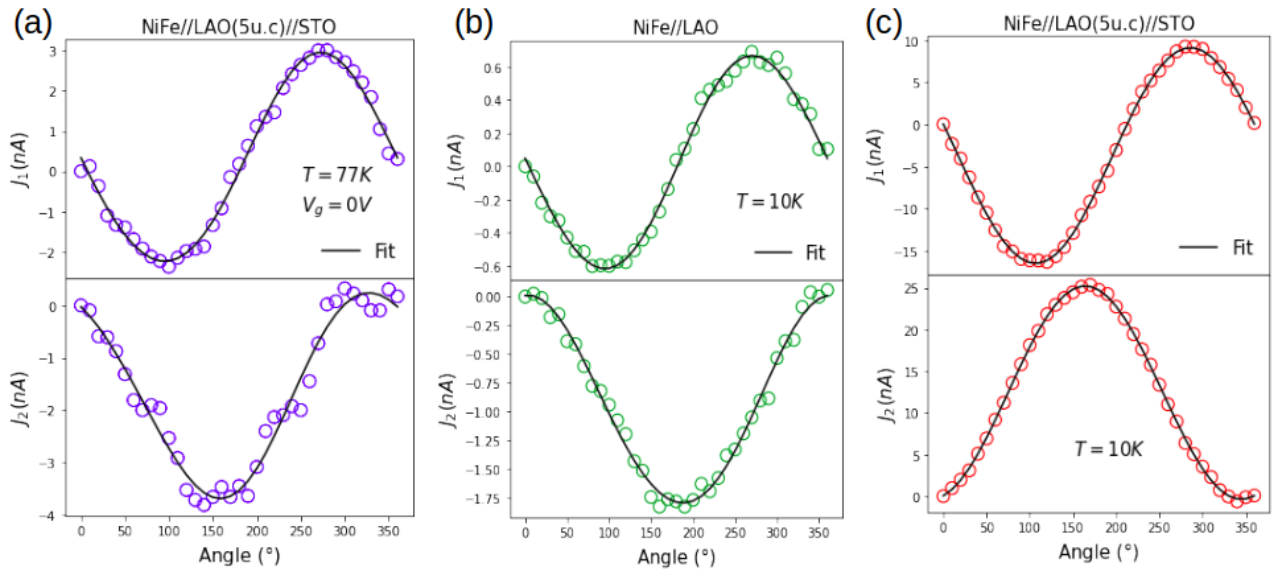 (a)
NiFe//LAO(5u.c)//STO
3
2
1
0
−1
−2
J1(nA)
T = 77K
Vg = 0V
Fit
0
−1
−2
−3
−4
J2(nA)
0 50 100 150 200 250 300 350
Angle (°)
(b)
NiFe//LAO
0.6
0.4
0.2
0.0
−0.2
−0.4
−0.6
J1(nA)
T = 10K
Fit
0.00
−0.25
−0.50
−0.75
−1.00
−1.25
−1.50
−1.75
J2(nA)
0 50 100 150 200 250 300 350
Angle (°)
(c)
NiFe//LAO(5u.c)//STO
10
5
0
−5
−10
−15
J1(nA)
Fit
25
20
15
10
5
0
J2(nA)
T = 10K
0 50 100 150 200 250 300 350
Angle (°)